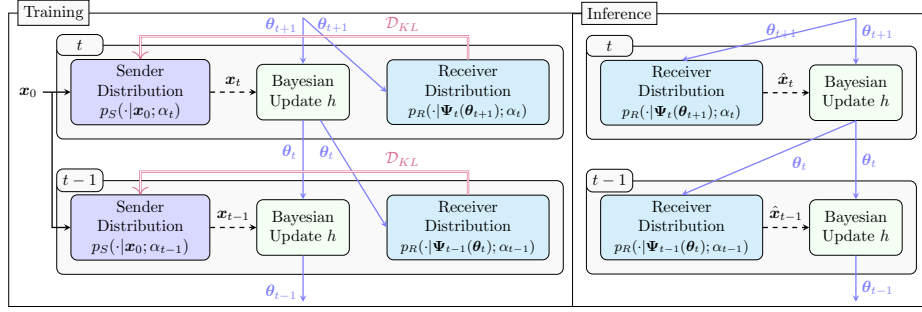 Training
θ_{t+1} θ_{t+1}
𝒟_{KL}
t
x_0
Sender
Distribution
p_S(·|x_0; α_t)
x_t
Bayesian
Update h
Receiver
Distribution
p_R(·|Ψ_t(θ_{t+1}); α_t)
θ_t θ_t
𝒟_{KL}
t − 1
Sender
Distribution
p_S(·|x_0; α_{t−1})
x_{t−1}
Bayesian
Update h
Receiver
Distribution
p_R(·|Ψ_{t−1}(θ_t); α_{t−1})
θ_{t−1}
Inference
θ_{t+1} θ_{t+1}
t
Receiver
Distribution
p_R(·|Ψ_t(θ_{t+1}); α_t)
x̂_t
Bayesian
Update h
θ_t θ_t
t − 1
Receiver
Distribution
p_R(·|Ψ_{t−1}(θ_t); α_{t−1})
x̂_{t−1}
Bayesian
Update h
θ_{t−1}